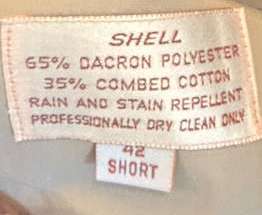 SHELL
65% DACRON POLYESTER
35% COMBED COTTON
RAIN AND STAIN REPELLENT
PROFESSIONALLY DRY CLEAN ONLY
42
SHORT